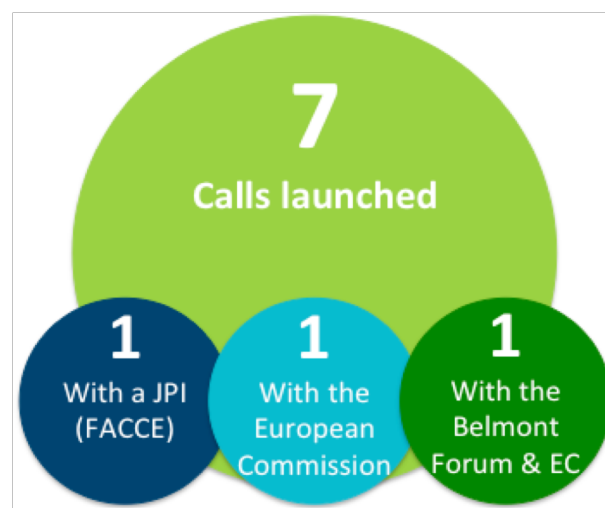 7
Calls launched
1
With a JPI
(FACCE)
1
With the
European
Commission
1
With the
Belmont
Forum & EC